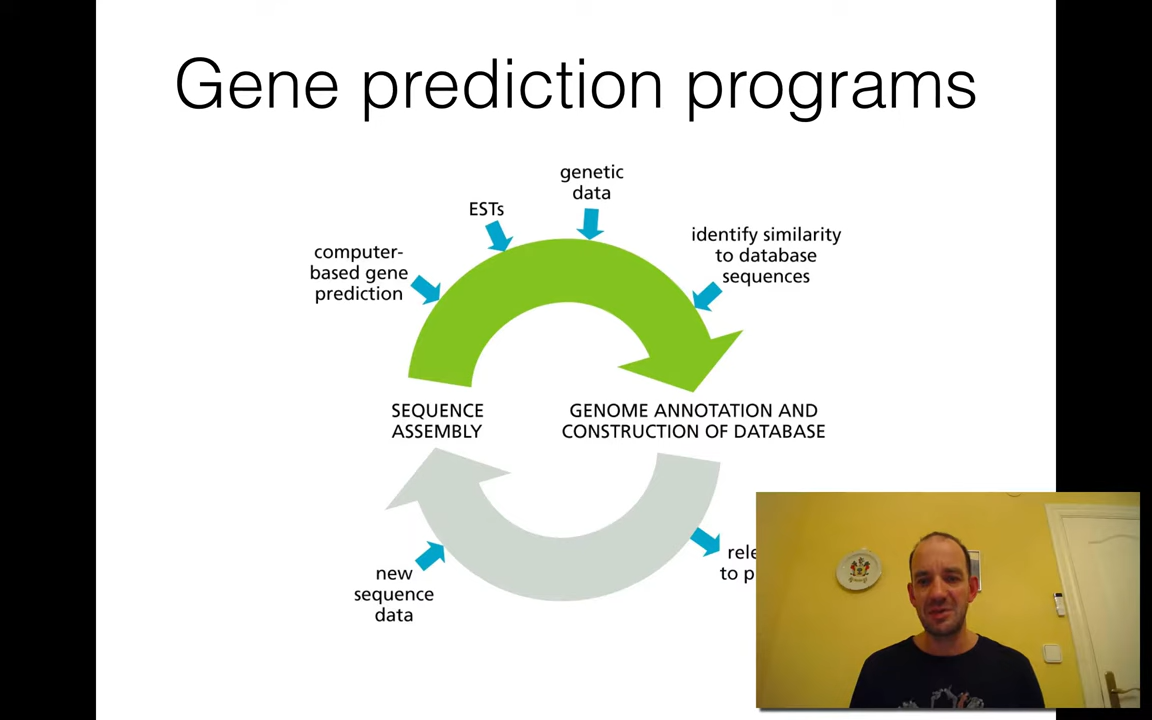 Gene prediction programs
genetic
data
ESTs
identify similarity
to database
sequences
computer-
based gene
prediction
SEQUENCE
ASSEMBLY
GENOME ANNOTATION AND
CONSTRUCTION OF DATABASE
new
sequence
data
to